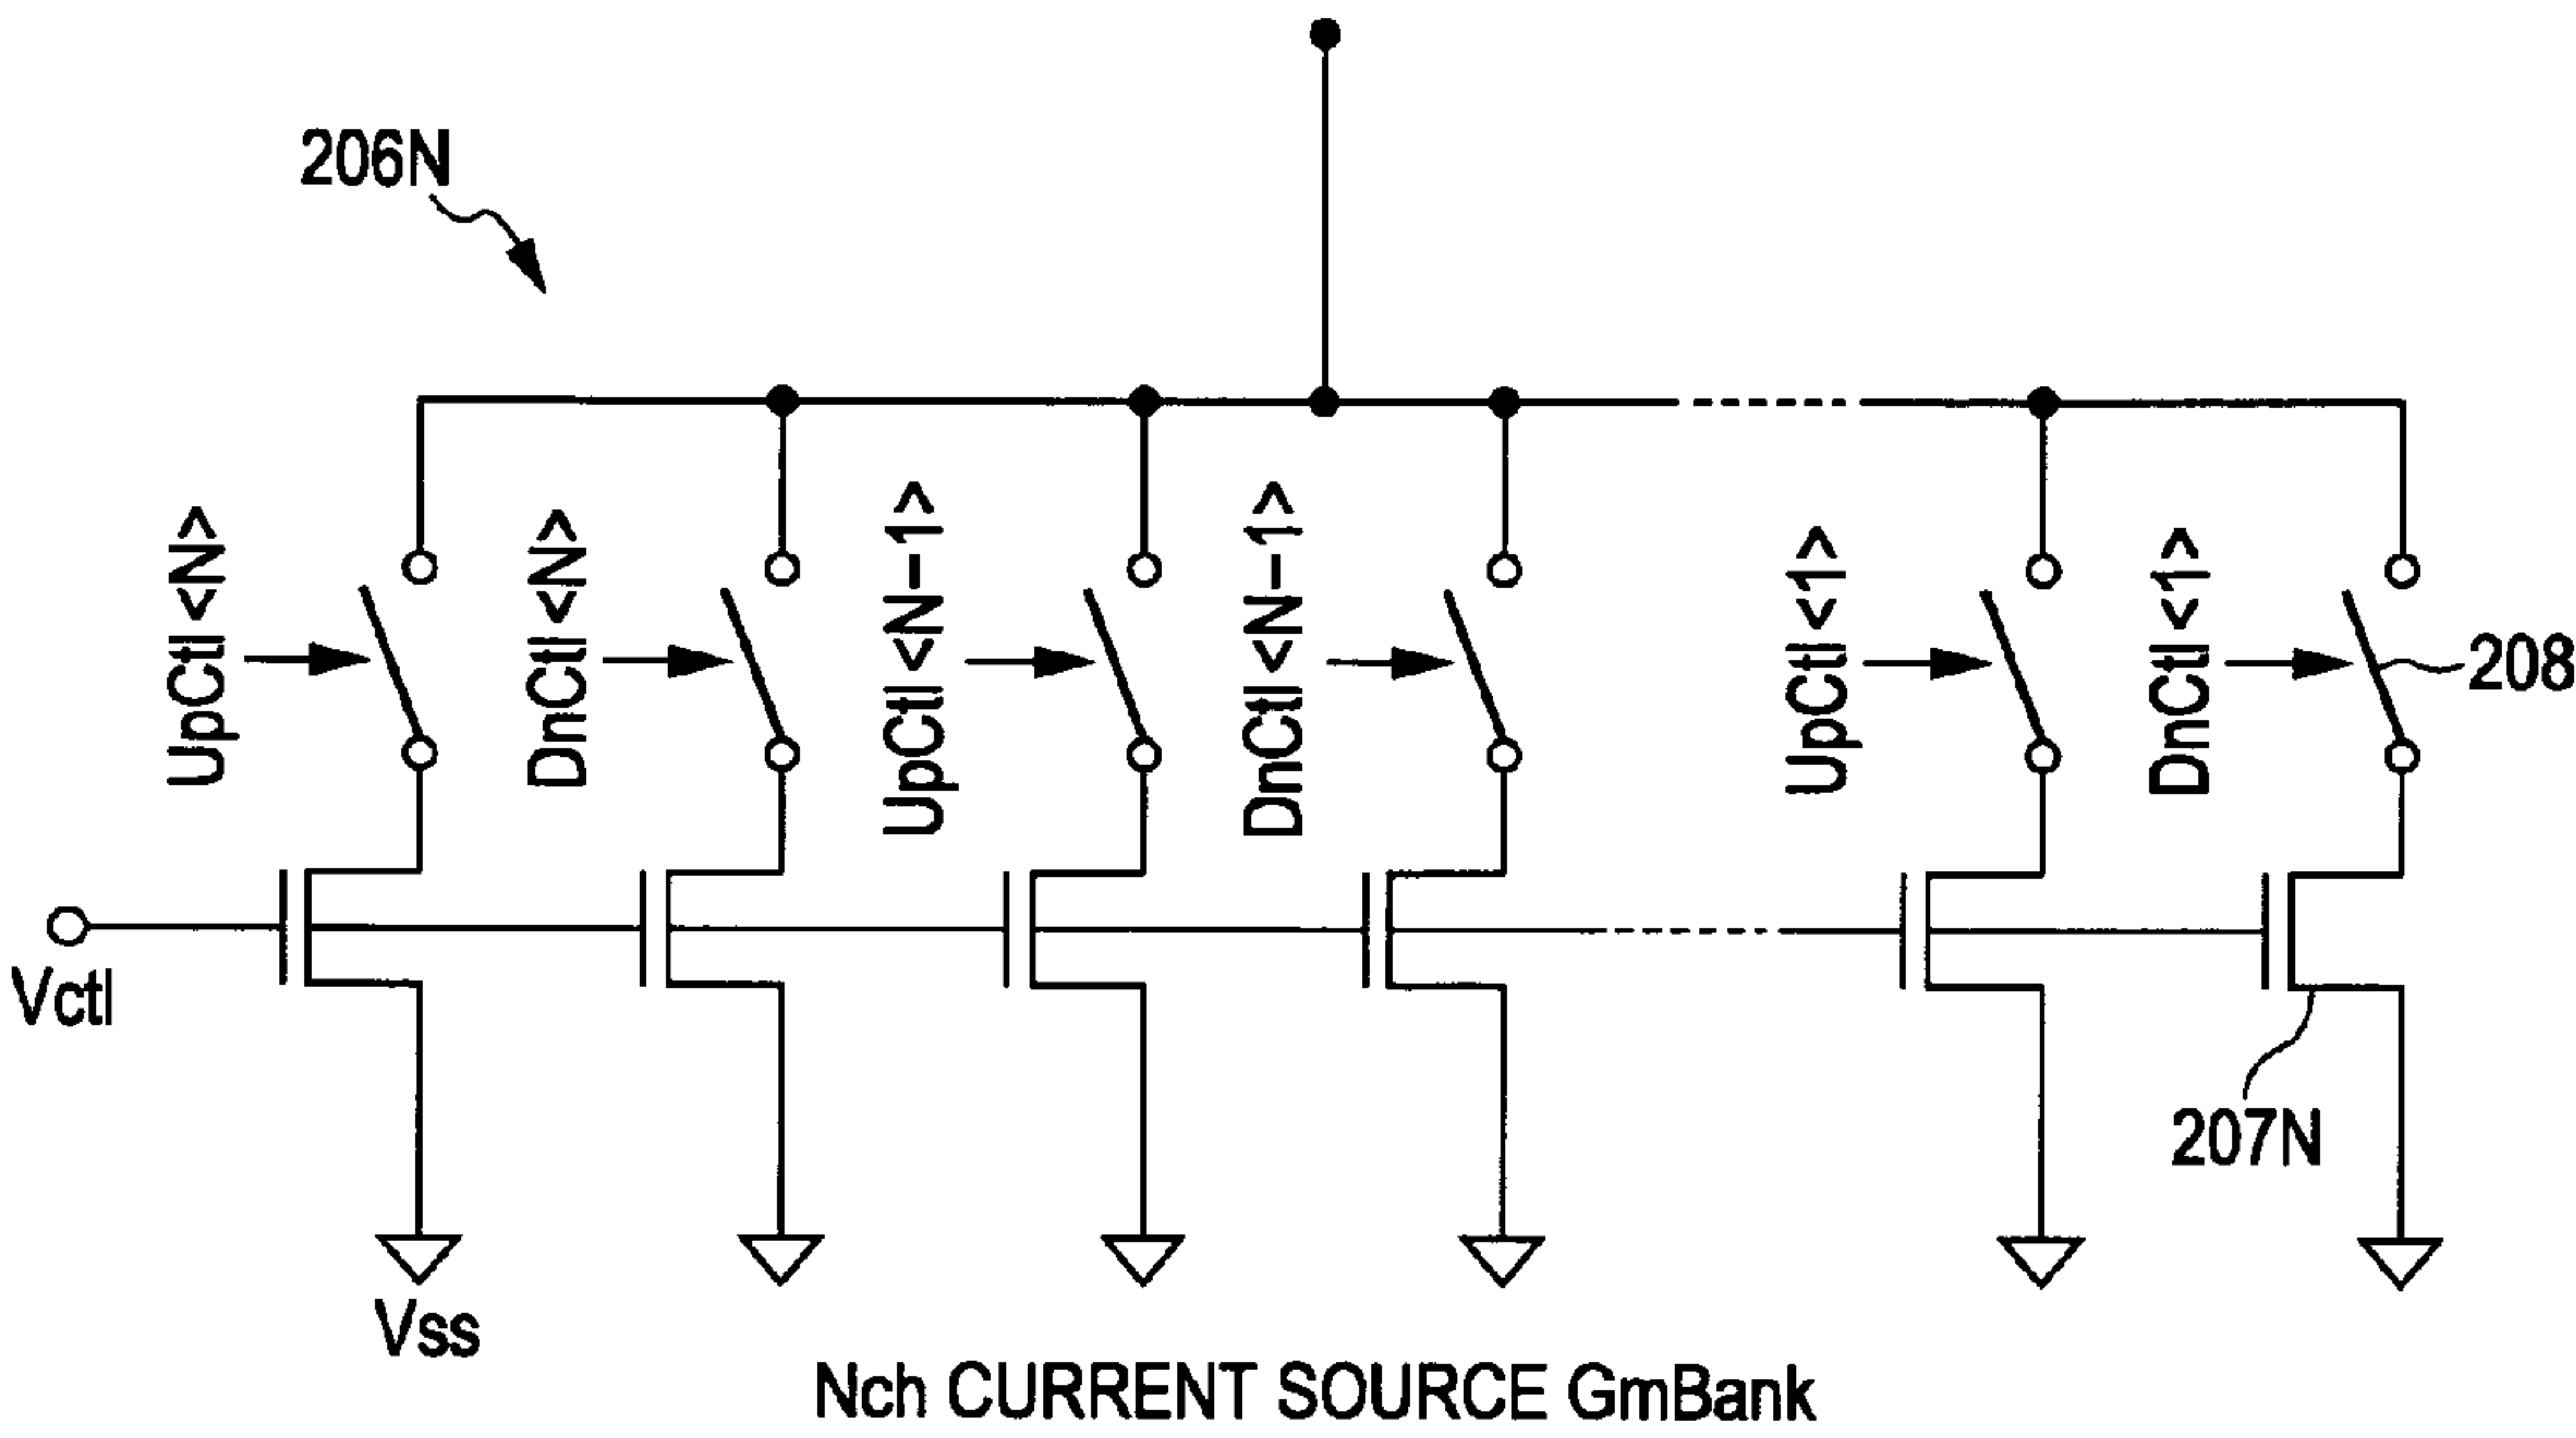 206N
UpCtl <N>
DnCtl <N>
UpCtl <N-1>
DnCtl <N-1>
UpCtl <1>
DnCtl <1>
208
Vctl
207N
Vss
Nch CURRENT SOURCE GmBank